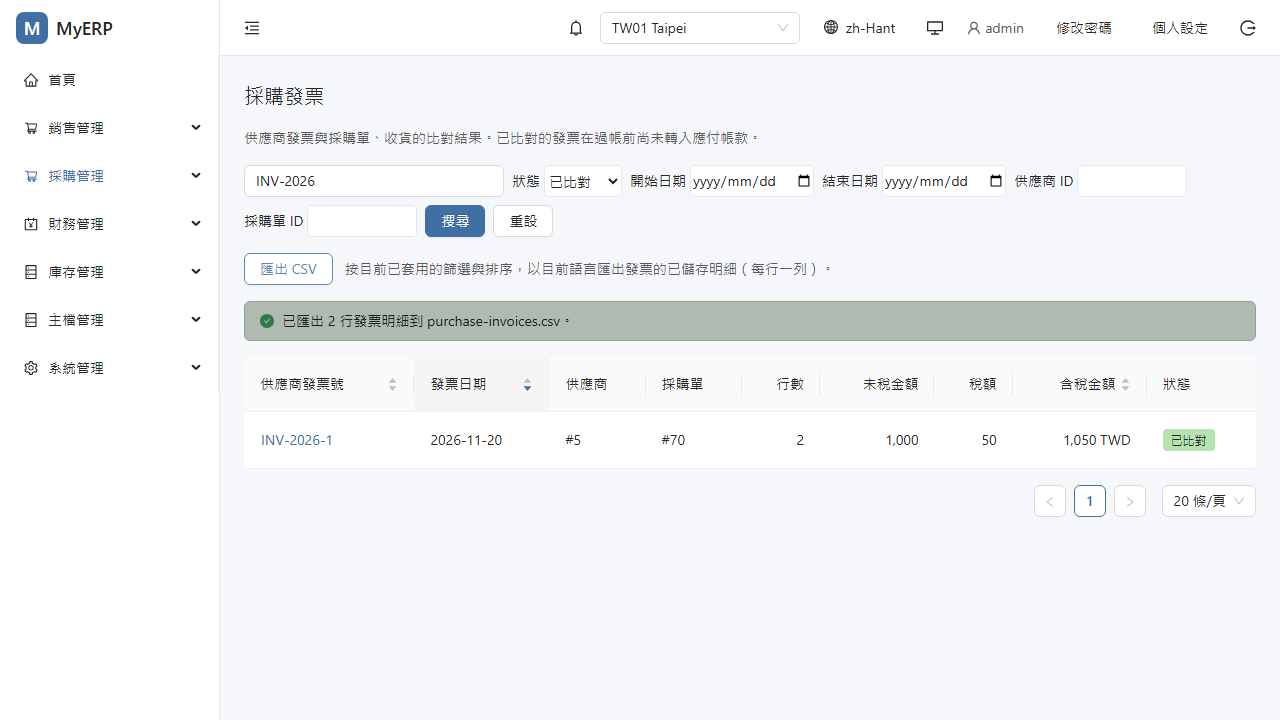 M MyERP
TW01 Taipei
zh-Hant
admin
修改密碼
個人設定
首頁
銷售管理
採購管理
財務管理
庫存管理
主檔管理
系統管理
採購發票
供應商發票與採購單、收貨的比對結果。已比對的發票在過帳前尚未轉入應付帳款。
INV-2026 狀態 已比對 開始日期 yyyy/mm/dd 結束日期 yyyy/mm/dd 供應商 ID
採購單 ID 搜尋 重設
匯出 CSV 按目前已套用的篩選與排序，以目前語言匯出發票的已儲存明細（每行一列）。
已匯出 2 行發票明細到 purchase-invoices.csv。
供應商發票號 發票日期 供應商 採購單 行數 未稅金額 稅額 含稅金額 狀態
INV-2026-1 2026-11-20 #5 #70 2 1,000 50 1,050 TWD 已比對
1 20 條/頁